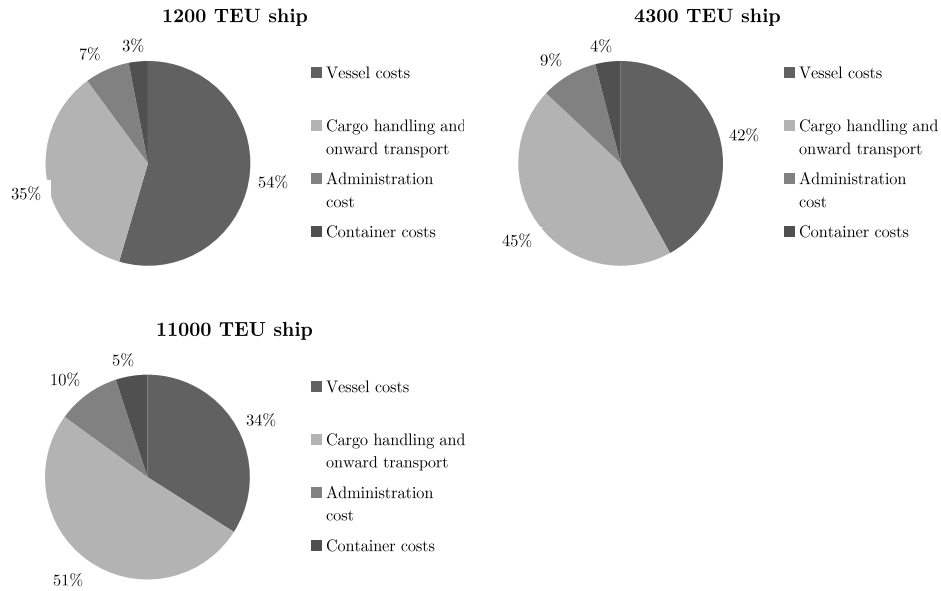 1200 TEU ship
3%
7%
54%
35%
Vessel costs
Cargo handling and
onward transport
Administration
cost
Container costs
4300 TEU ship
4%
9%
42%
45%
Vessel costs
Cargo handling and
onward transport
Administration
cost
Container costs
11000 TEU ship
5%
10%
34%
51%
Vessel costs
Cargo handling and
onward transport
Administration
cost
Container costs